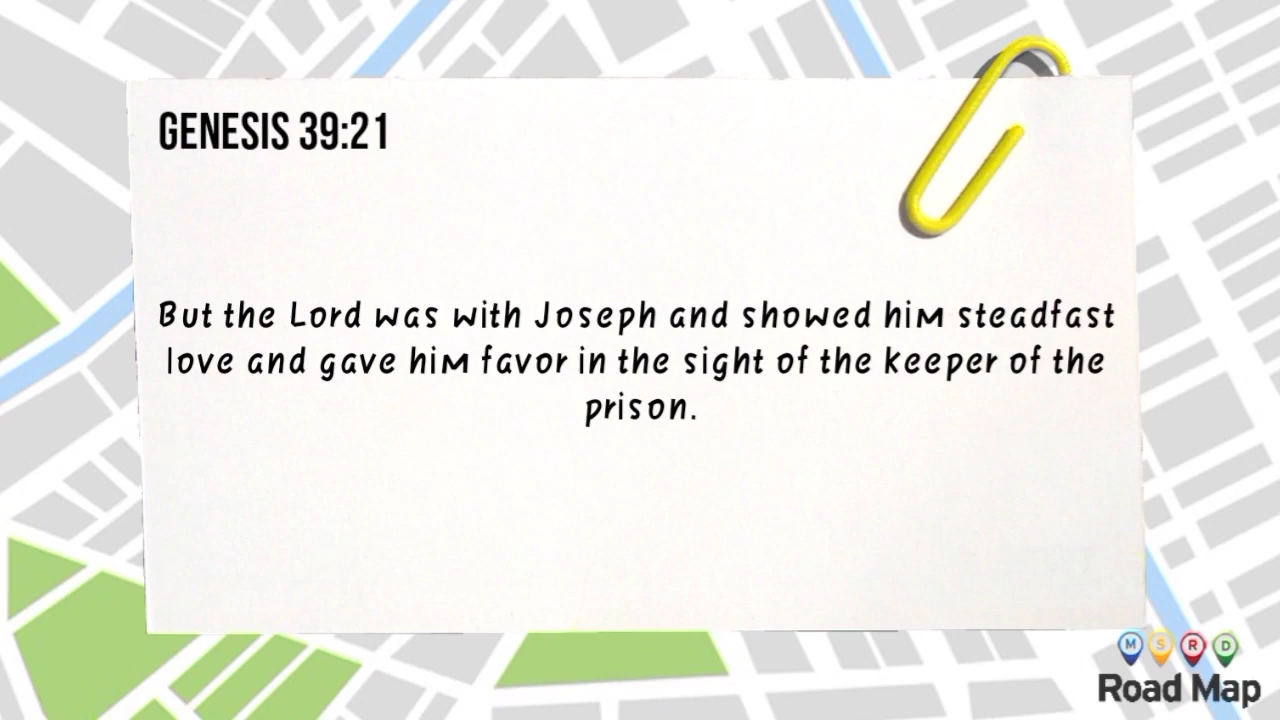 GENESIS 39:21
But the Lord was with Joseph and showed him steadfast
love and gave him favor in the sight of the keeper of the
prison.
M S R D
Road Map